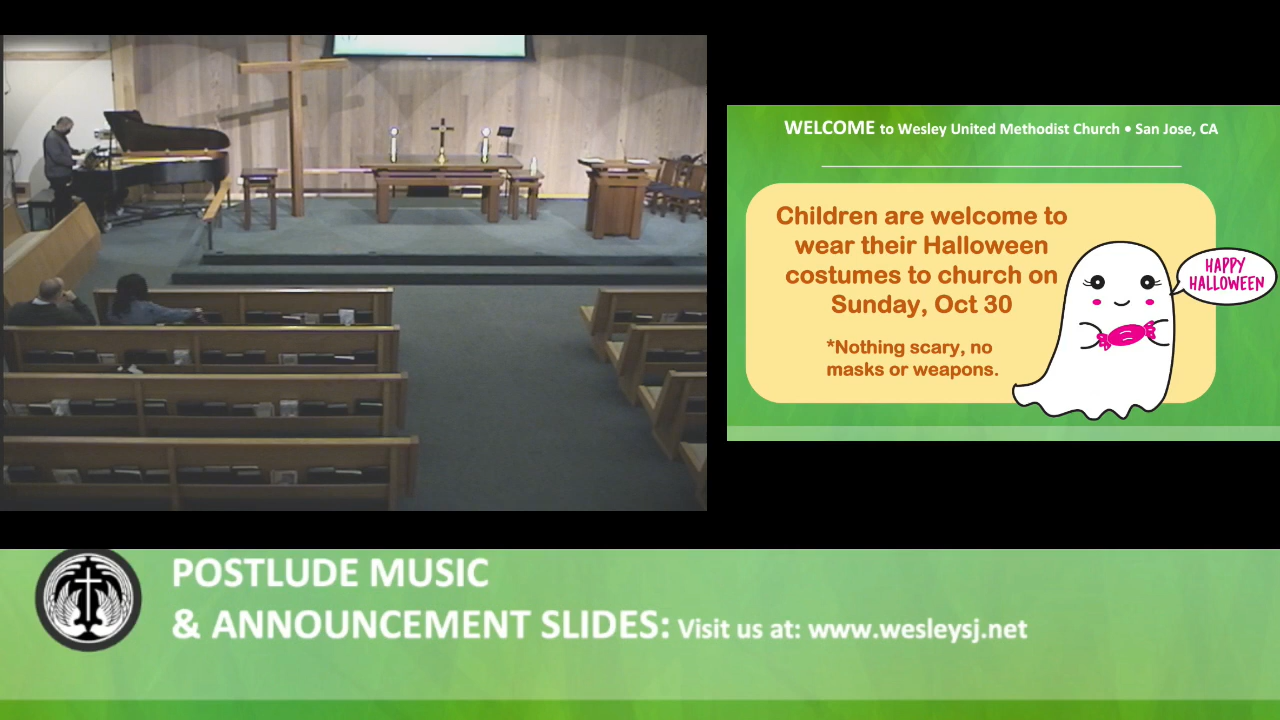 WELCOME to Wesley United Methodist Church • San Jose, CA
Children are welcome to
wear their Halloween
costumes to church on
Sunday, Oct 30
*Nothing scary, no
masks or weapons.
HAPPY
HALLOWEEN
POSTLUDE MUSIC
& ANNOUNCEMENT SLIDES: Visit us at: www.wesleysj.net